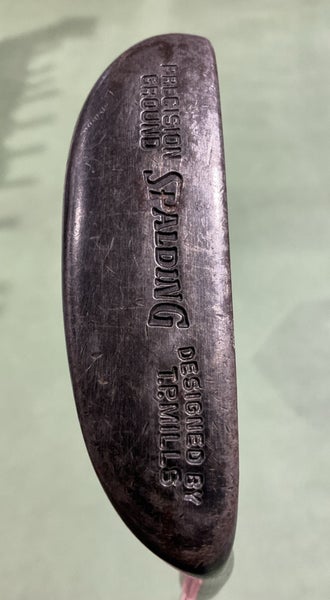 PRECISION
GROUND
SPALDING
DESIGNED BY
T.P. MILLS